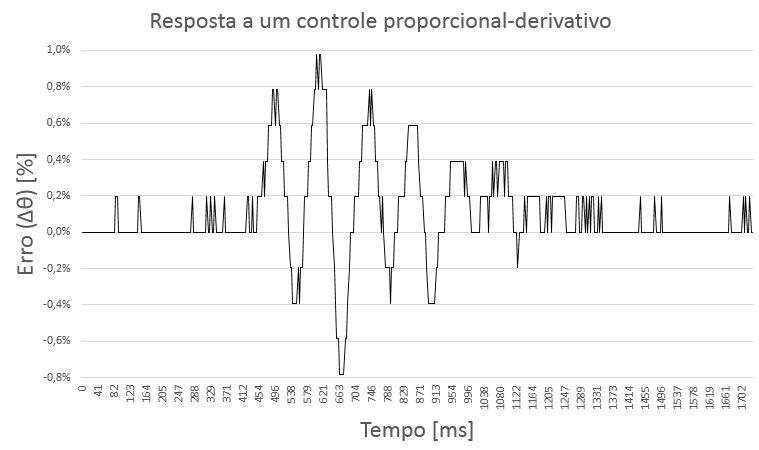 Resposta a um controle proporcional-derivativo
1,0%
0,8%
0,6%
0,4%
0,2%
0,0%
-0,2%
-0,4%
-0,6%
-0,8%
Erro (Δθ) [%]
0 41 82 123 164 205 247 288 329 371 412 454 496 538 579 621 663 704 746 788 829 871 913 954 996 1038 1080 1122 1164 1205 1247 1289 1331 1373 1414 1455 1496 1537 1578 1619 1661 1702
Tempo [ms]